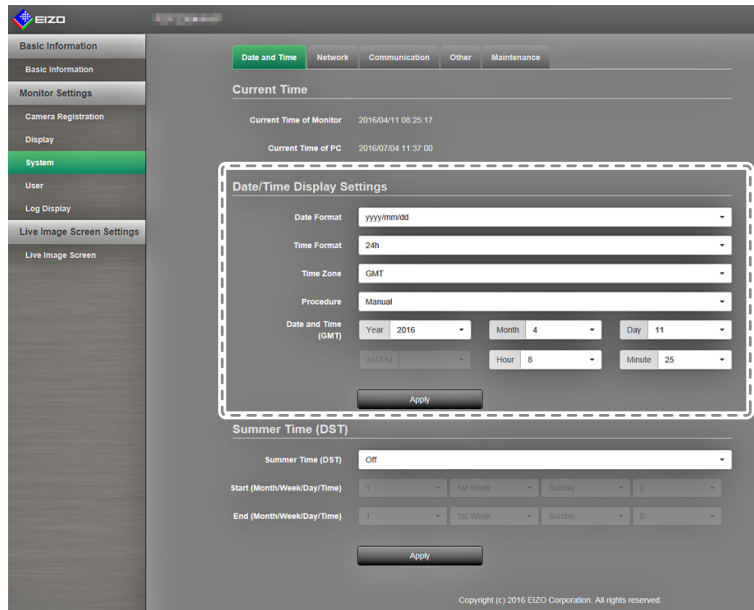 EIZO
Basic Information
Basic Information
Monitor Settings
Camera Registration
Display
System
User
Log Display
Live Image Screen Settings
Live Image Screen
Date and Time Network Communication Other Maintenance
Current Time
Current Time of Monitor 2016/04/11 08:25:17
Current Time of PC 2016/07/04 11:37:00
Date/Time Display Settings
Date Format yyyy/mm/dd
Time Format 24h
Time Zone GMT
Procedure Manual
Date and Time (GMT) Year 2016 Month 4 Day 11
AM/PM Hour 8 Minute 25
Apply
Summer Time (DST)
Summer Time (DST) Off
Start (Month/Week/Day/Time) 1 1st Week Sunday 0
End (Month/Week/Day/Time) 1 1st Week Sunday 0
Apply
Copyright (c) 2016 EIZO Corporation. All rights reserved.